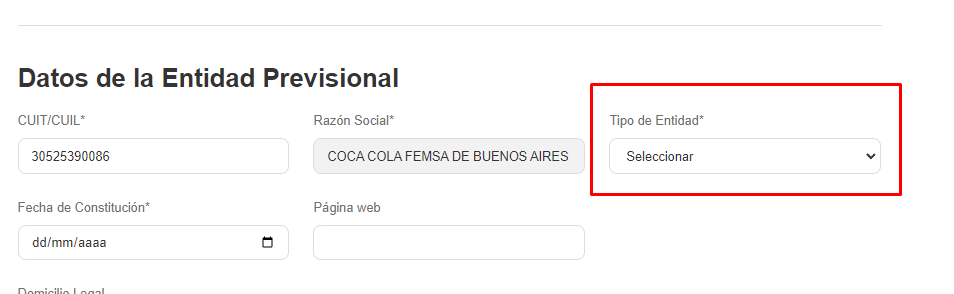 Datos de la Entidad Previsional
CUIT/CUIL*
Razón Social*
Tipo de Entidad*
30525390086
COCA COLA FEMSA DE BUENOS AIRES
Seleccionar
Fecha de Constitución*
Página web
dd/mm/aaaa
Domicilio Legal